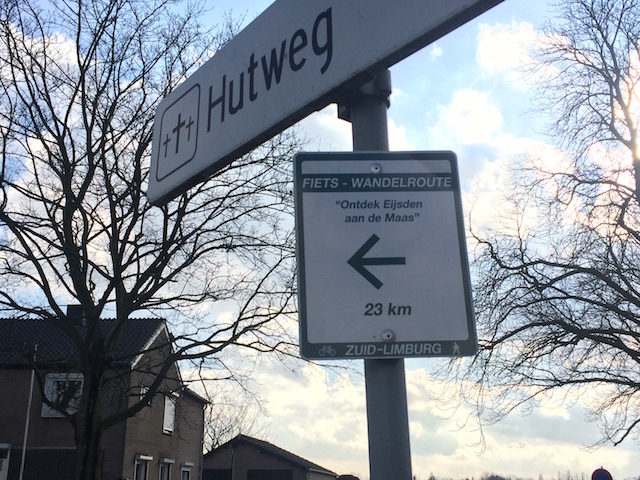 Hutweg
FIETS - WANDELROUTE
"Ontdek Eijsden
aan de Maas"
23 km
ZUID-LIMBURG